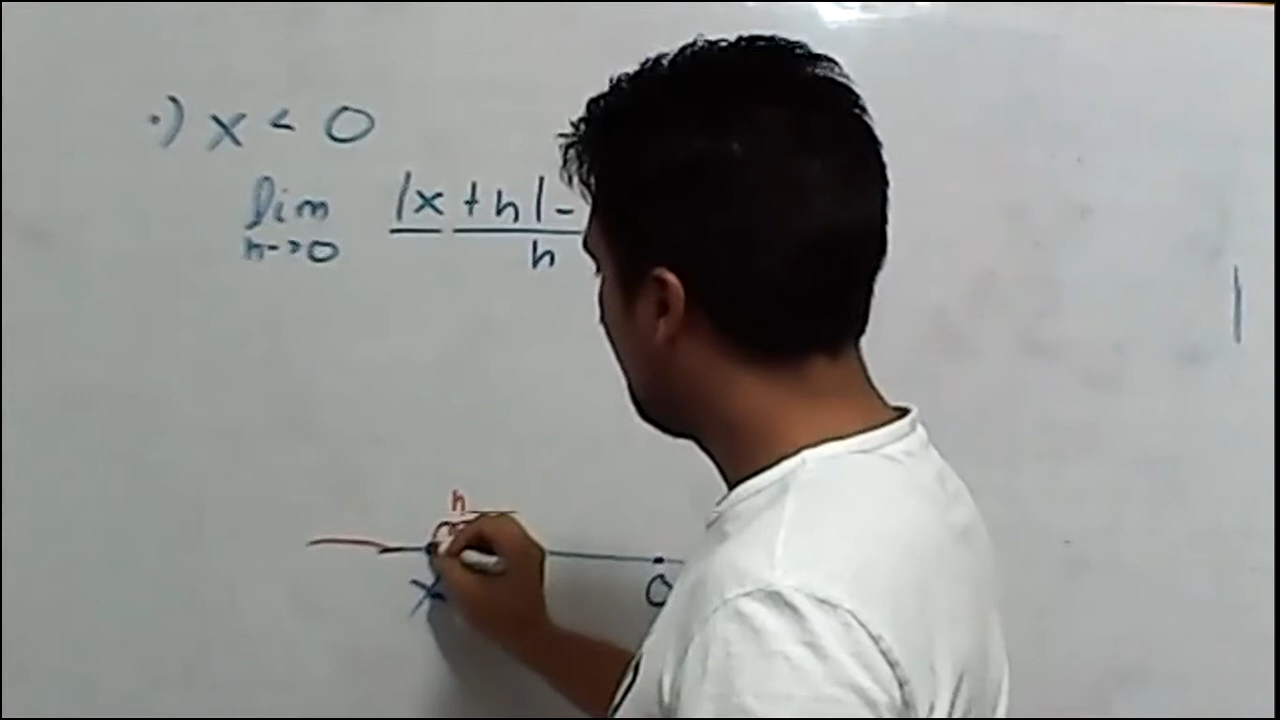 ·) x < 0
lim |x + h| -
h→0 h
h
x 0